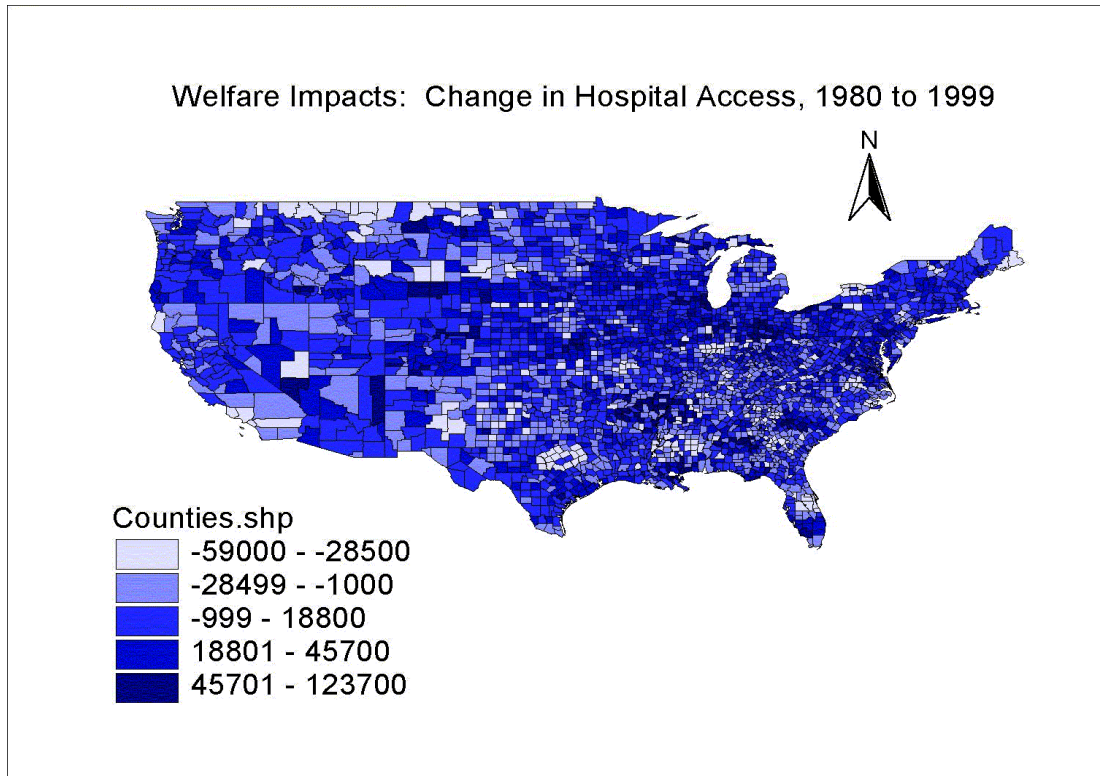 Welfare Impacts:  Change in Hospital Access, 1980 to 1999
N
Counties.shp
-59000 - -28500
-28499 - -1000
-999 - 18800
18801 - 45700
45701 - 123700